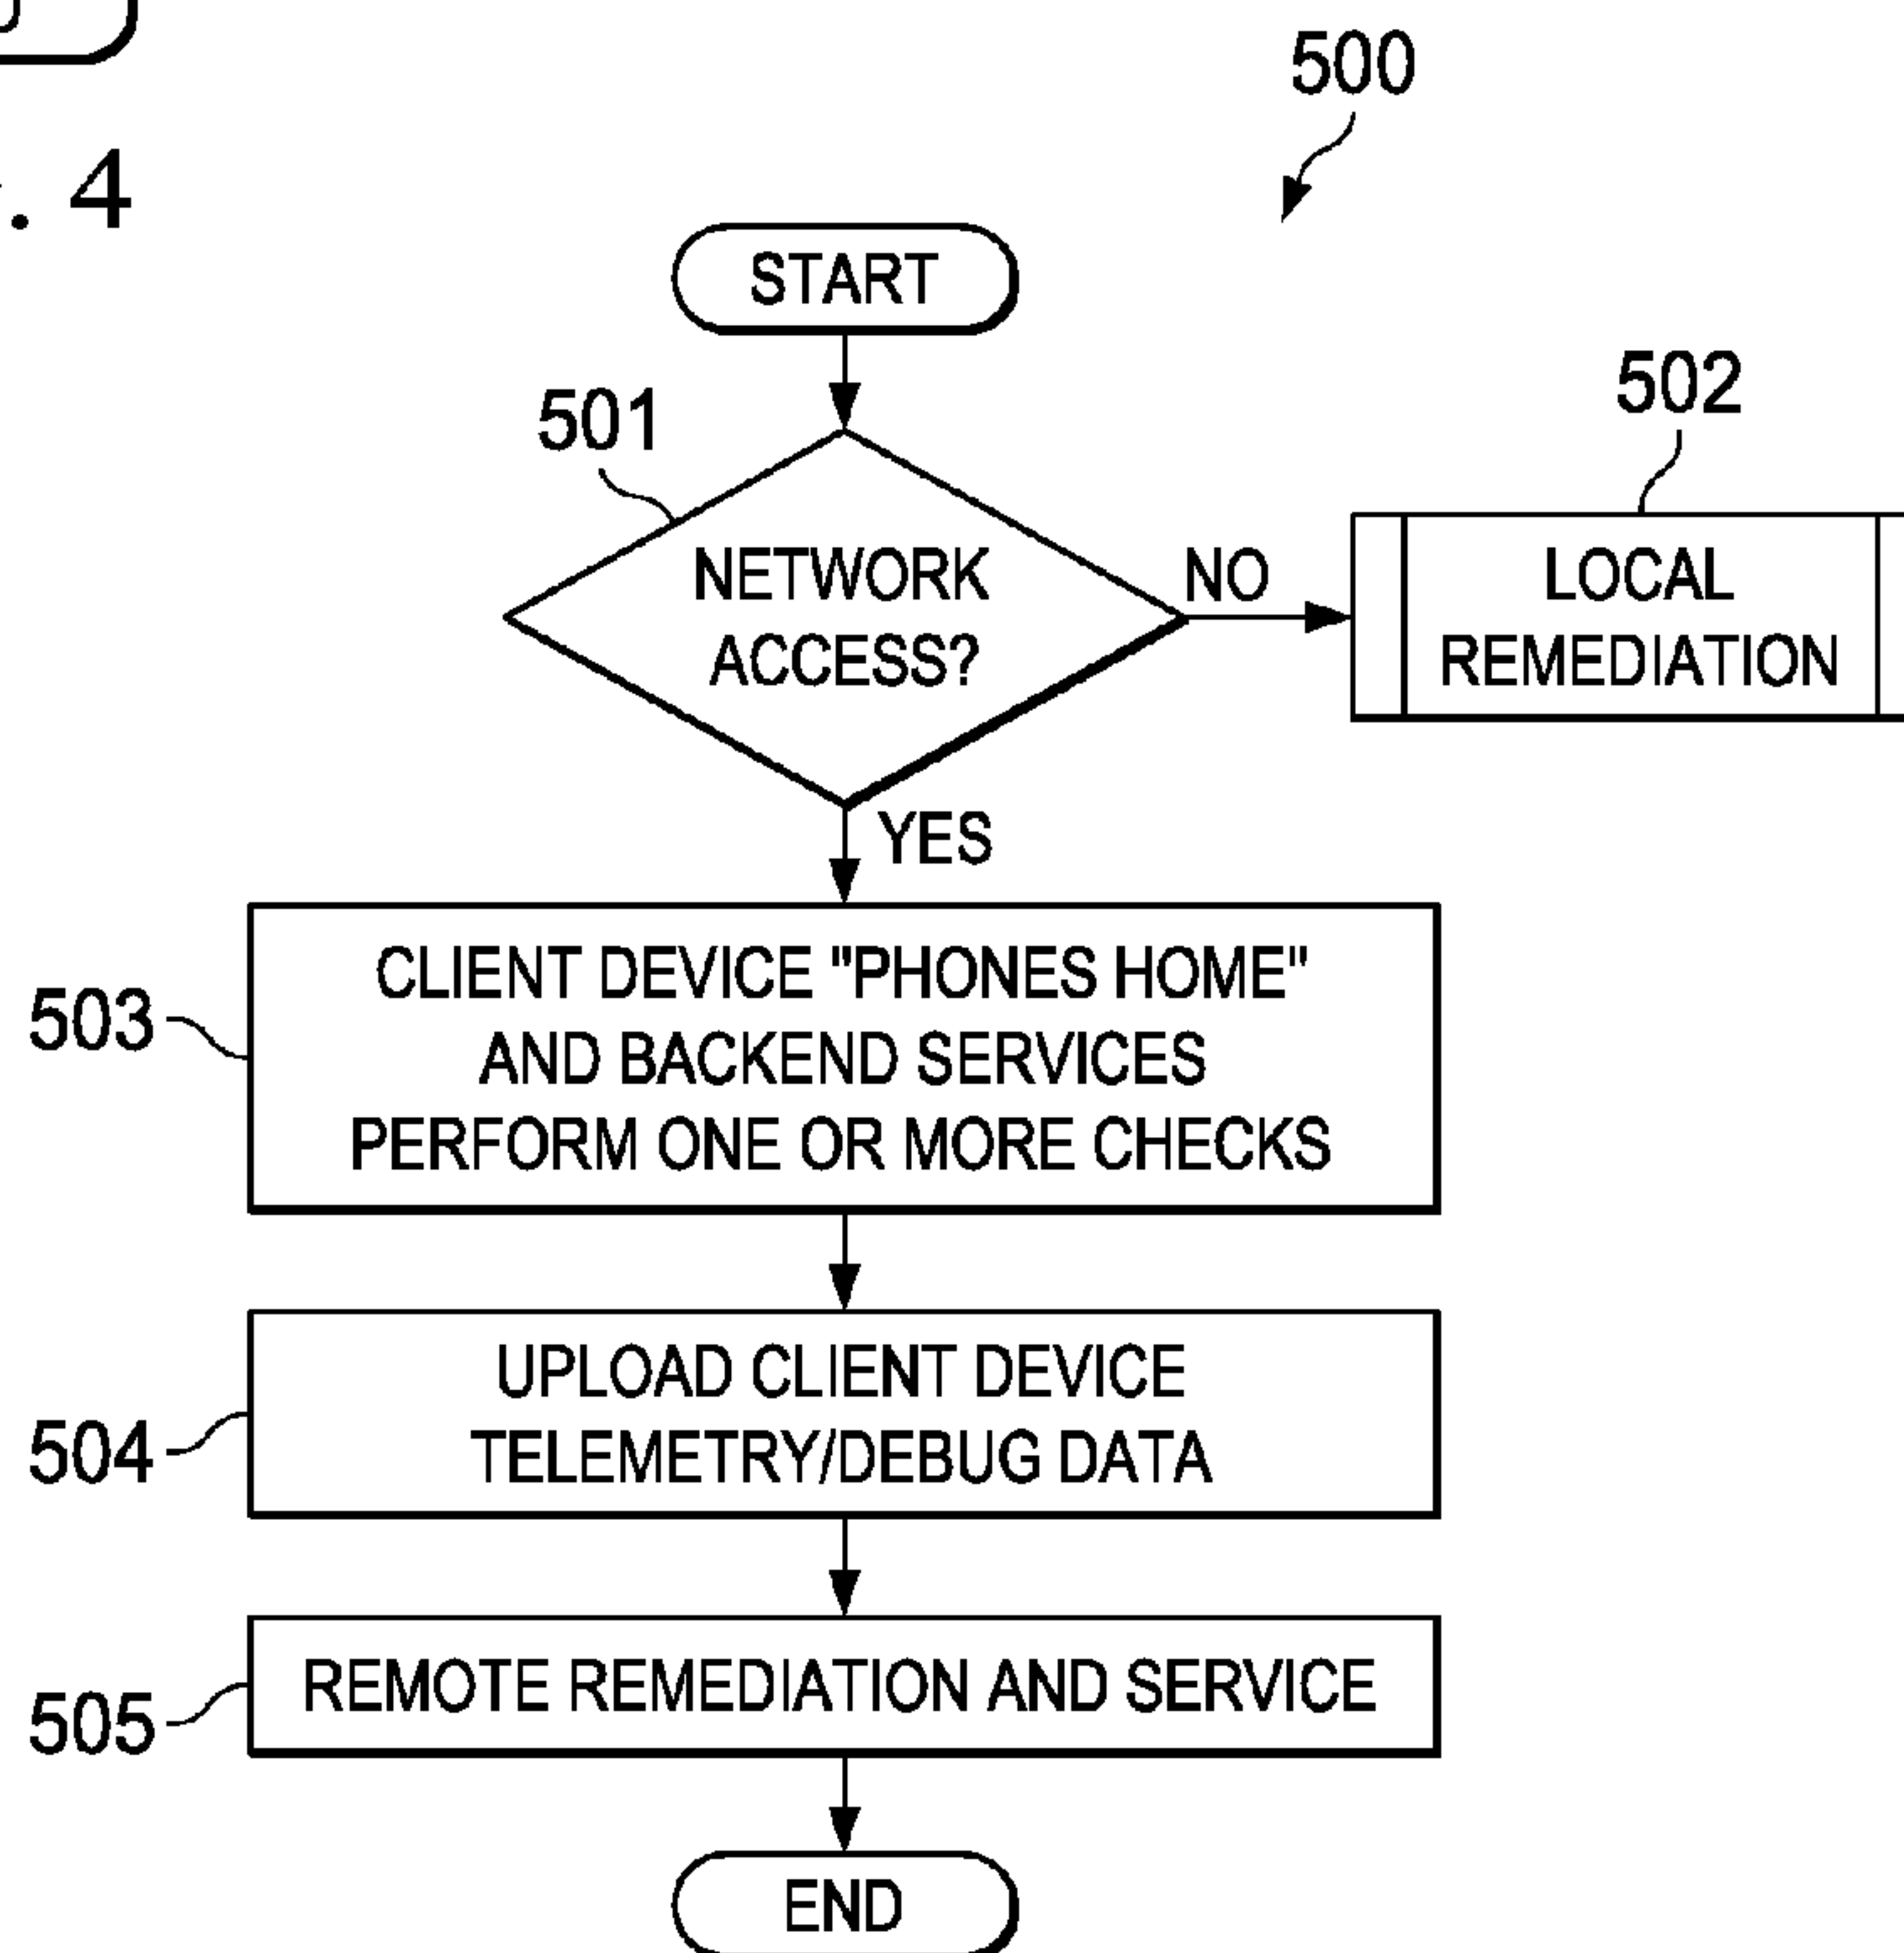 500
. 4
START
501
502
NETWORK
ACCESS?
NO
LOCAL
REMEDIATION
YES
503
CLIENT DEVICE "PHONES HOME"
AND BACKEND SERVICES
PERFORM ONE OR MORE CHECKS
504
UPLOAD CLIENT DEVICE
TELEMETRY/DEBUG DATA
505
REMOTE REMEDIATION AND SERVICE
END